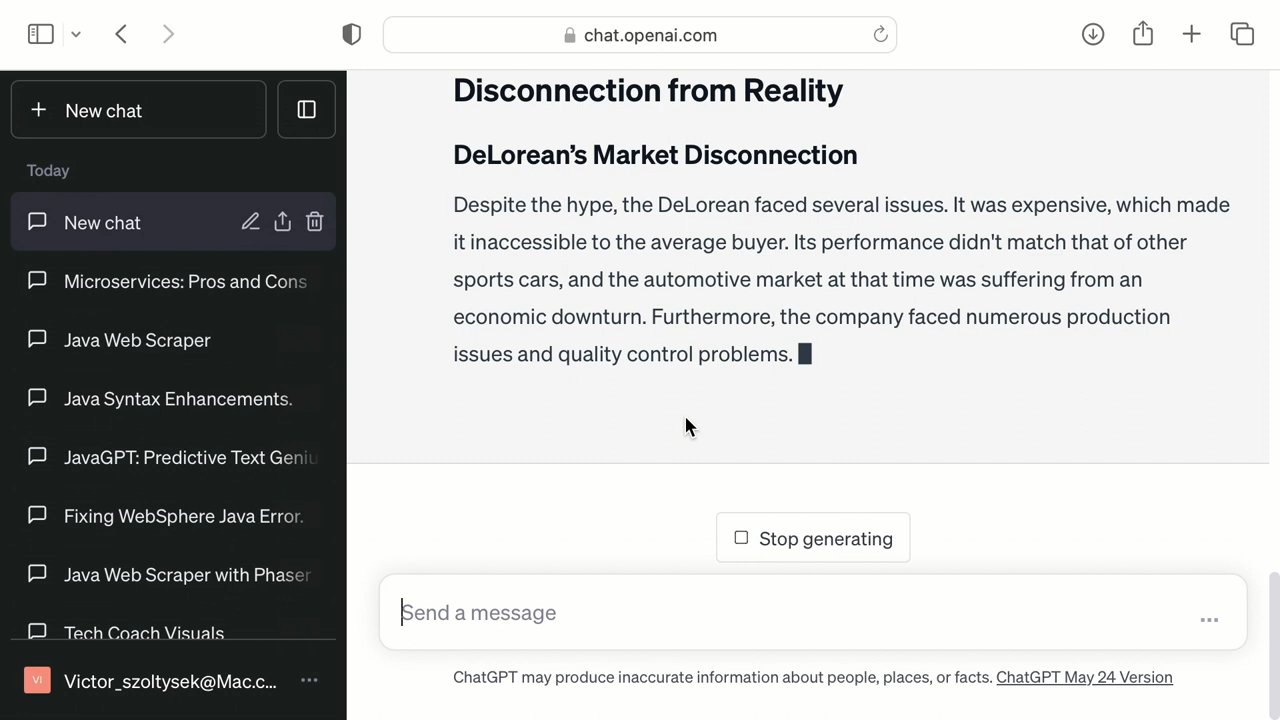 chat.openai.com
New chat
Today
New chat
Microservices: Pros and Cons
Java Web Scraper
Java Syntax Enhancements.
JavaGPT: Predictive Text Geniu
Fixing WebSphere Java Error.
Java Web Scraper with Phaser
Tech Coach Visuals
VI
Victor_szoltysek@Mac.c...
Disconnection from Reality
DeLorean’s Market Disconnection
Despite the hype, the DeLorean faced several issues. It was expensive, which made
it inaccessible to the average buyer. Its performance didn't match that of other
sports cars, and the automotive market at that time was suffering from an
economic downturn. Furthermore, the company faced numerous production
issues and quality control problems.
Stop generating
Send a message
ChatGPT may produce inaccurate information about people, places, or facts. ChatGPT May 24 Version